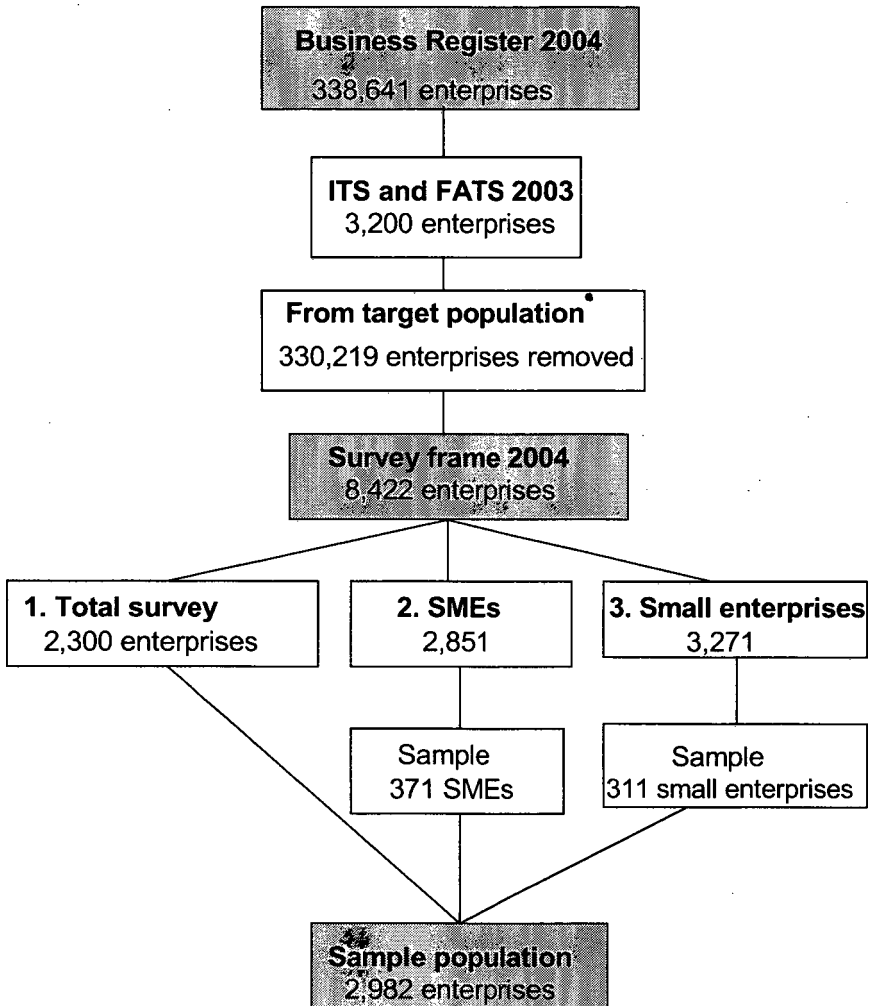 Business Register 2004
338,641 enterprises
ITS and FATS 2003
3,200 enterprises
From target population*
330,219 enterprises removed
Survey frame 2004
8,422 enterprises
1. Total survey
2,300 enterprises
2. SMEs
2,851
3. Small enterprises
3,271
Sample
371 SMEs
Sample
311 small enterprises
Sample population
2,982 enterprises